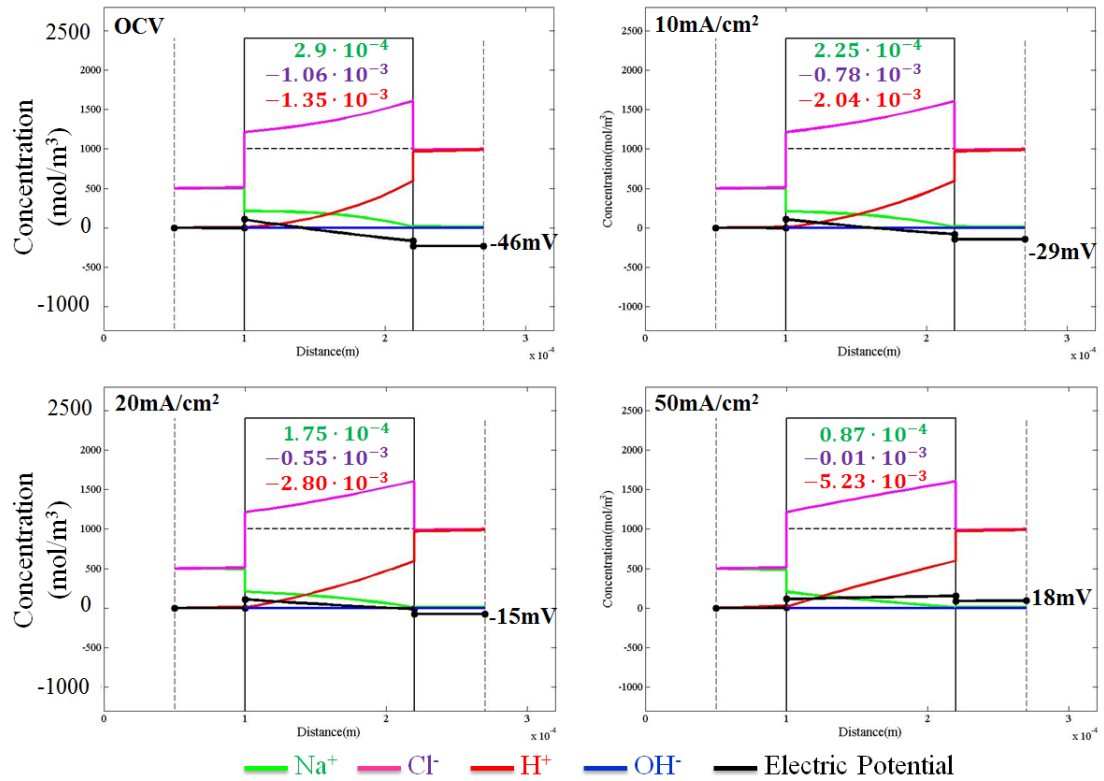 OCV
2500
2000
1500
1000
500
0
-500
-1000
Concentration
(mol/m³)
2.9 · 10⁻⁴
−1.06 · 10⁻³
−1.35 · 10⁻³
-46mV
0 1 2 3
x 10⁻⁴
Distance(m)
10mA/cm²
2500
2000
1500
1000
500
0
-500
-1000
Concentration(mol/m³)
2.25 · 10⁻⁴
−0.78 · 10⁻³
−2.04 · 10⁻³
-29mV
0 1 2 3
x 10⁻⁴
Distance(m)
20mA/cm²
2500
2000
1500
1000
500
0
-500
-1000
Concentration
(mol/m³)
1.75 · 10⁻⁴
−0.55 · 10⁻³
−2.80 · 10⁻³
-15mV
0 1 2 3
x 10⁻⁴
Distance(m)
50mA/cm²
2500
2000
1500
1000
500
0
-500
-1000
Concentration(mol/m³)
0.87 · 10⁻⁴
−0.01 · 10⁻³
−5.23 · 10⁻³
18mV
0 1 2 3
x 10⁻⁴
Distance(m)
Na⁺ Cl⁻ H⁺ OH⁻ Electric Potential